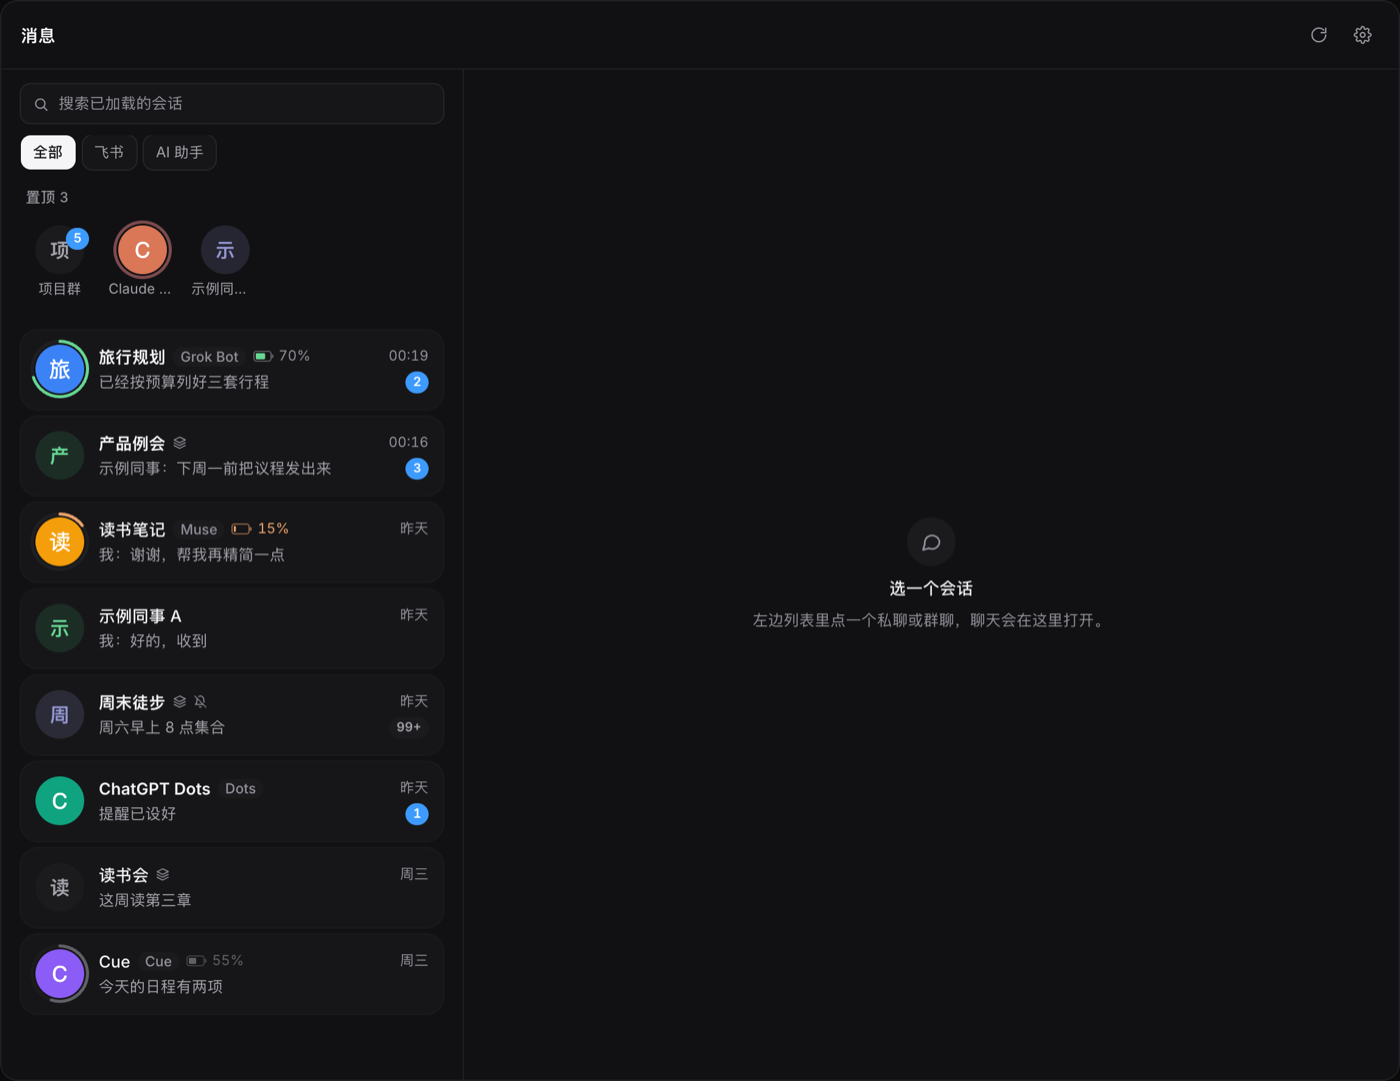 消息
搜索已加载的会话
全部 飞书 AI 助手
置顶 3
项 5 C 示
项目群 Claude ... 示例同...
旅 旅行规划 Grok Bot 70% 00:19
已经按预算列好三套行程 2
产 产品例会 00:16
示例同事：下周一前把议程发出来 3
读 读书笔记 Muse 15% 昨天
我：谢谢，帮我再精简一点
示 示例同事 A 昨天
我：好的，收到
周 周末徒步 昨天
周六早上 8 点集合 99+
C ChatGPT Dots Dots 昨天
提醒已设好 1
读 读书会 周三
这周读第三章
C Cue Cue 55% 周三
今天的日程有两项
选一个会话
左边列表里点一个私聊或群聊，聊天会在这里打开。